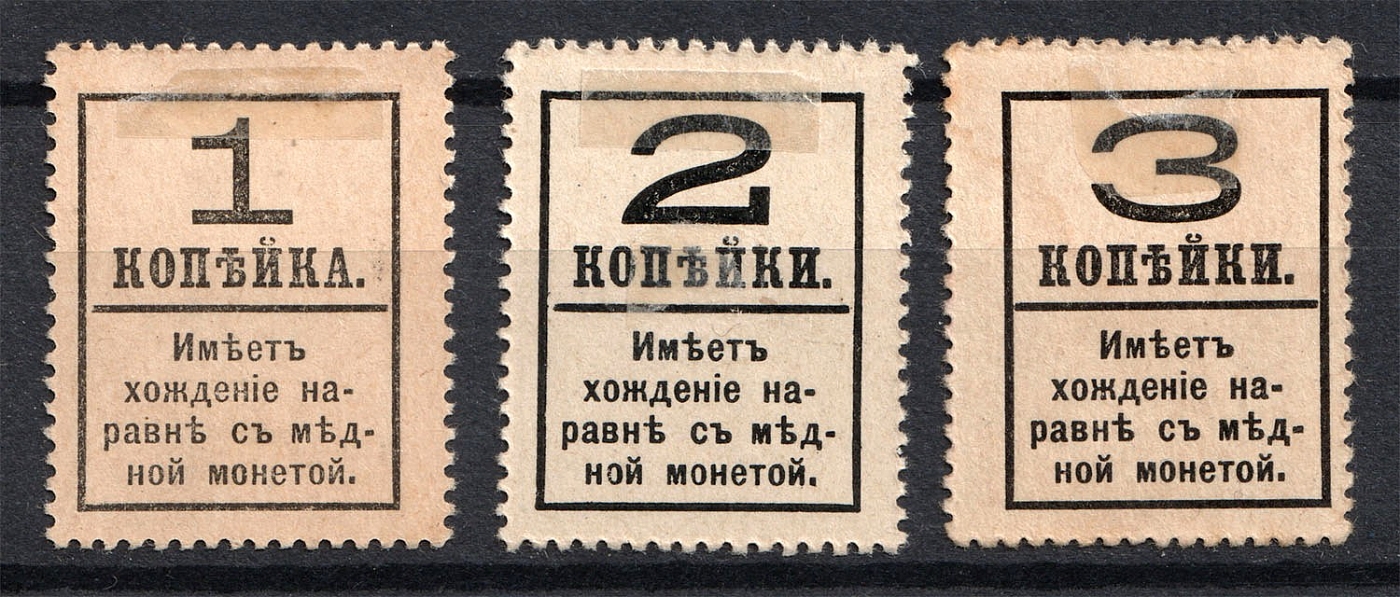 1
КОПѢЙКА.
Имѣетъ
хожденіе на-
равнѣ съ мѣд-
ной монетой.
2
КОПѢЙКИ.
Имѣетъ
хожденіе на-
равнѣ съ мѣд-
ной монетой.
3
КОПѢЙКИ.
Имѣетъ
хожденіе на-
равнѣ съ мѣд-
ной монетой.